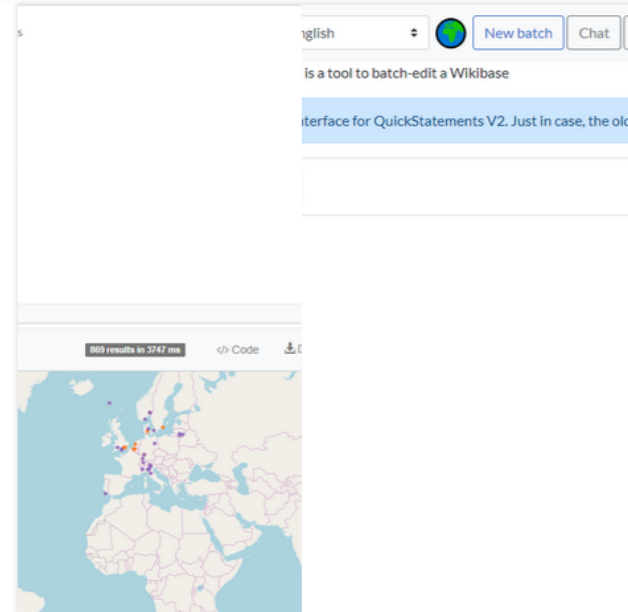 s
nglish
New batch
Chat
is a tool to batch-edit a Wikibase
terface for QuickStatements V2. Just in case, the old
869 results in 3747 ms
</> Code